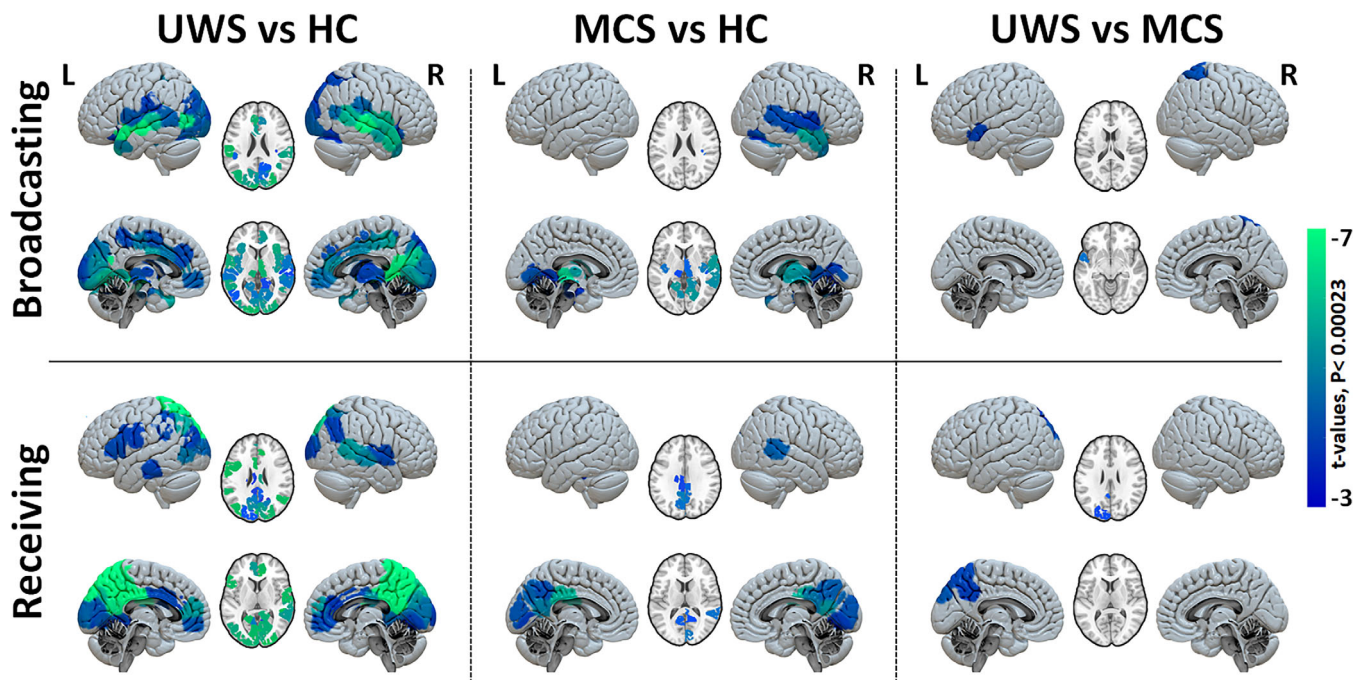 UWS vs HC
MCS vs HC
UWS vs MCS
Broadcasting
L
R
L
R
L
R
-7
t-values, P< 0.00023
-3
Receiving